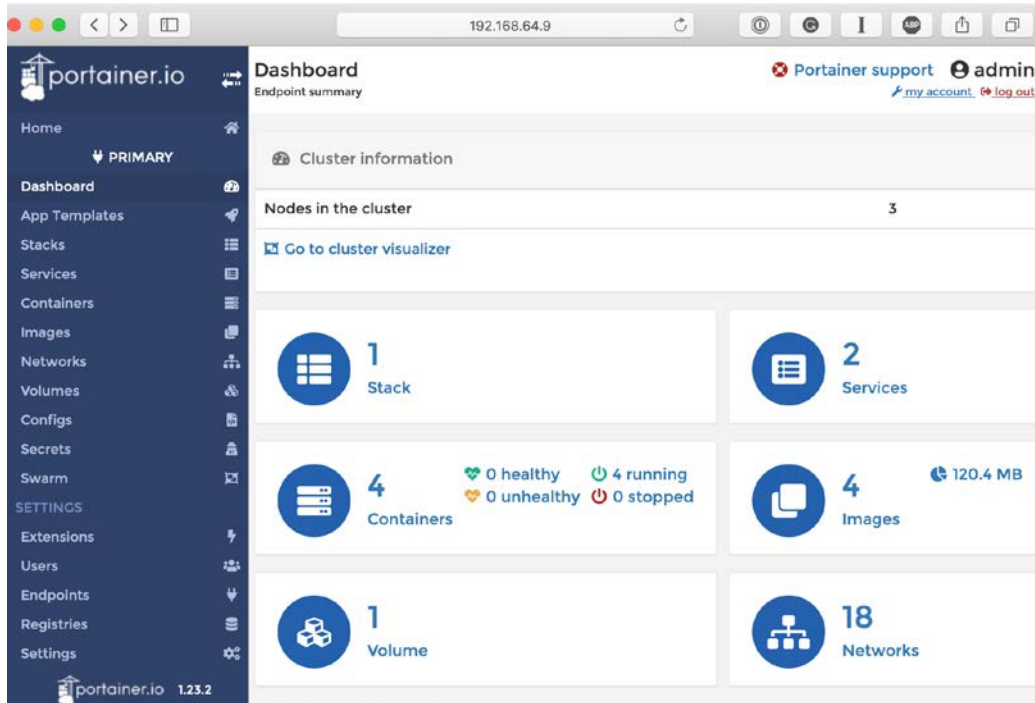 192.168.64.9
ABP
portainer.io
Dashboard
Endpoint summary
Portainer support
admin
my account
log out
Home
PRIMARY
Dashboard
App Templates
Stacks
Services
Containers
Images
Networks
Volumes
Configs
Secrets
Swarm
SETTINGS
Extensions
Users
Endpoints
Registries
Settings
portainer.io 1.23.2
Cluster information
Nodes in the cluster 3
Go to cluster visualizer
1
Stack
2
Services
4
Containers
0 healthy 4 running
0 unhealthy 0 stopped
4
Images
120.4 MB
1
Volume
18
Networks